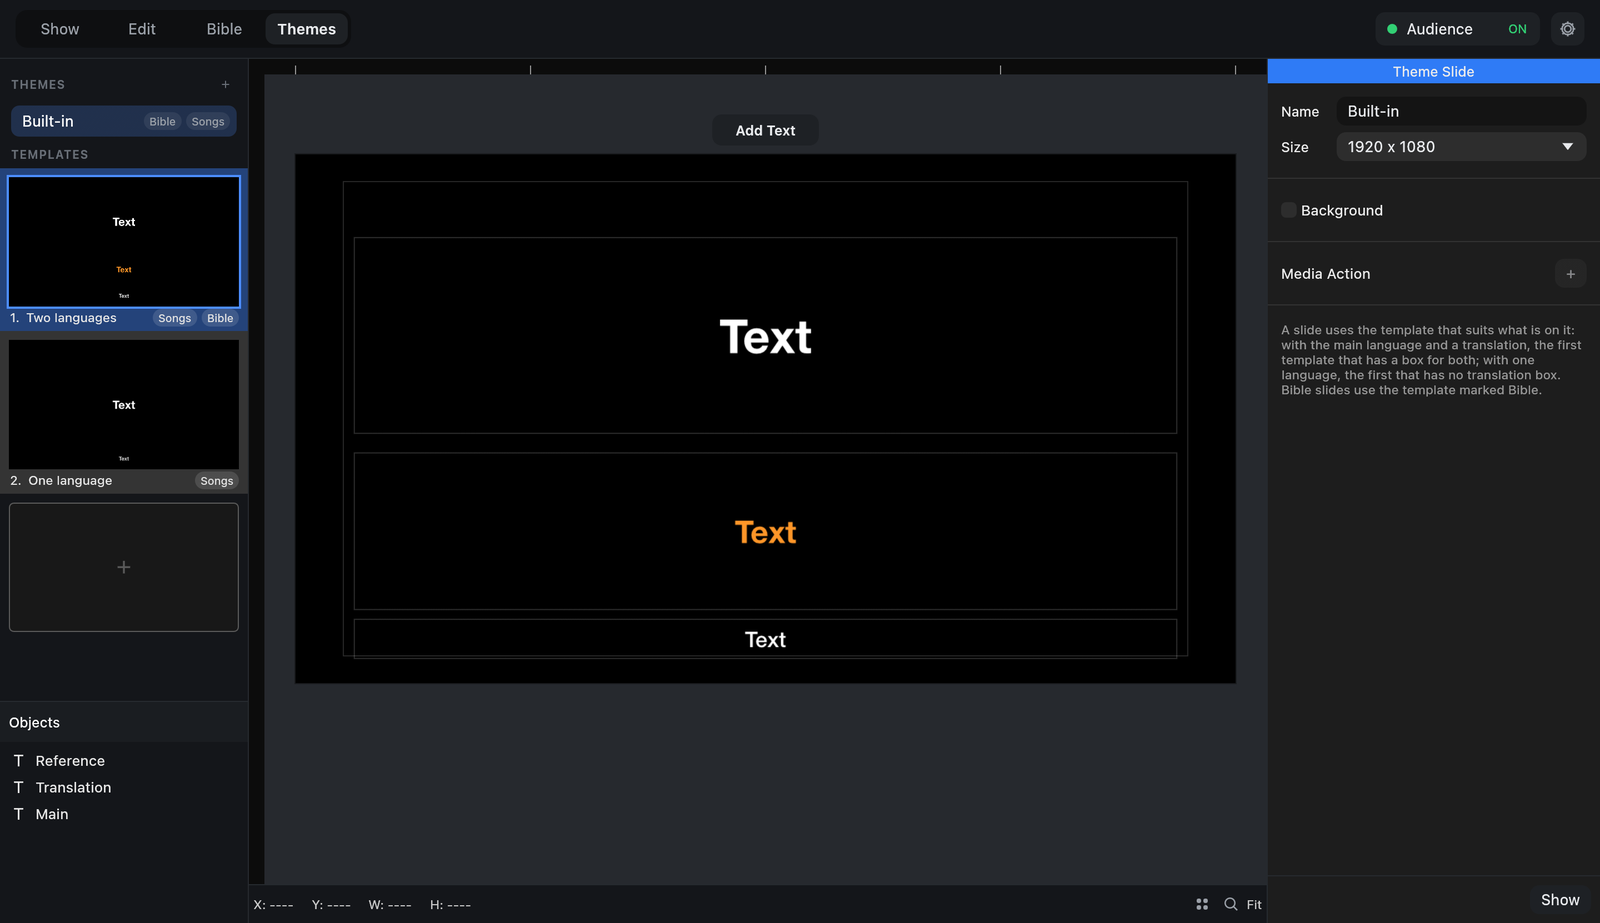 Show Edit Bible Themes
Audience ON
THEMES +
Built-in Bible Songs
TEMPLATES
Text
Text
Text
1. Two languages Songs Bible
Text
Text
2. One language Songs
+
Objects
T Reference
T Translation
T Main
Add Text
Text
Text
Text
X: ---- Y: ---- W: ---- H: ----
Fit
Theme Slide
Name Built-in
Size 1920 x 1080
Background
Media Action +
A slide uses the template that suits what is on it:
with the main language and a translation, the first
template that has a box for both; with one
language, the first that has no translation box.
Bible slides use the template marked Bible.
Show